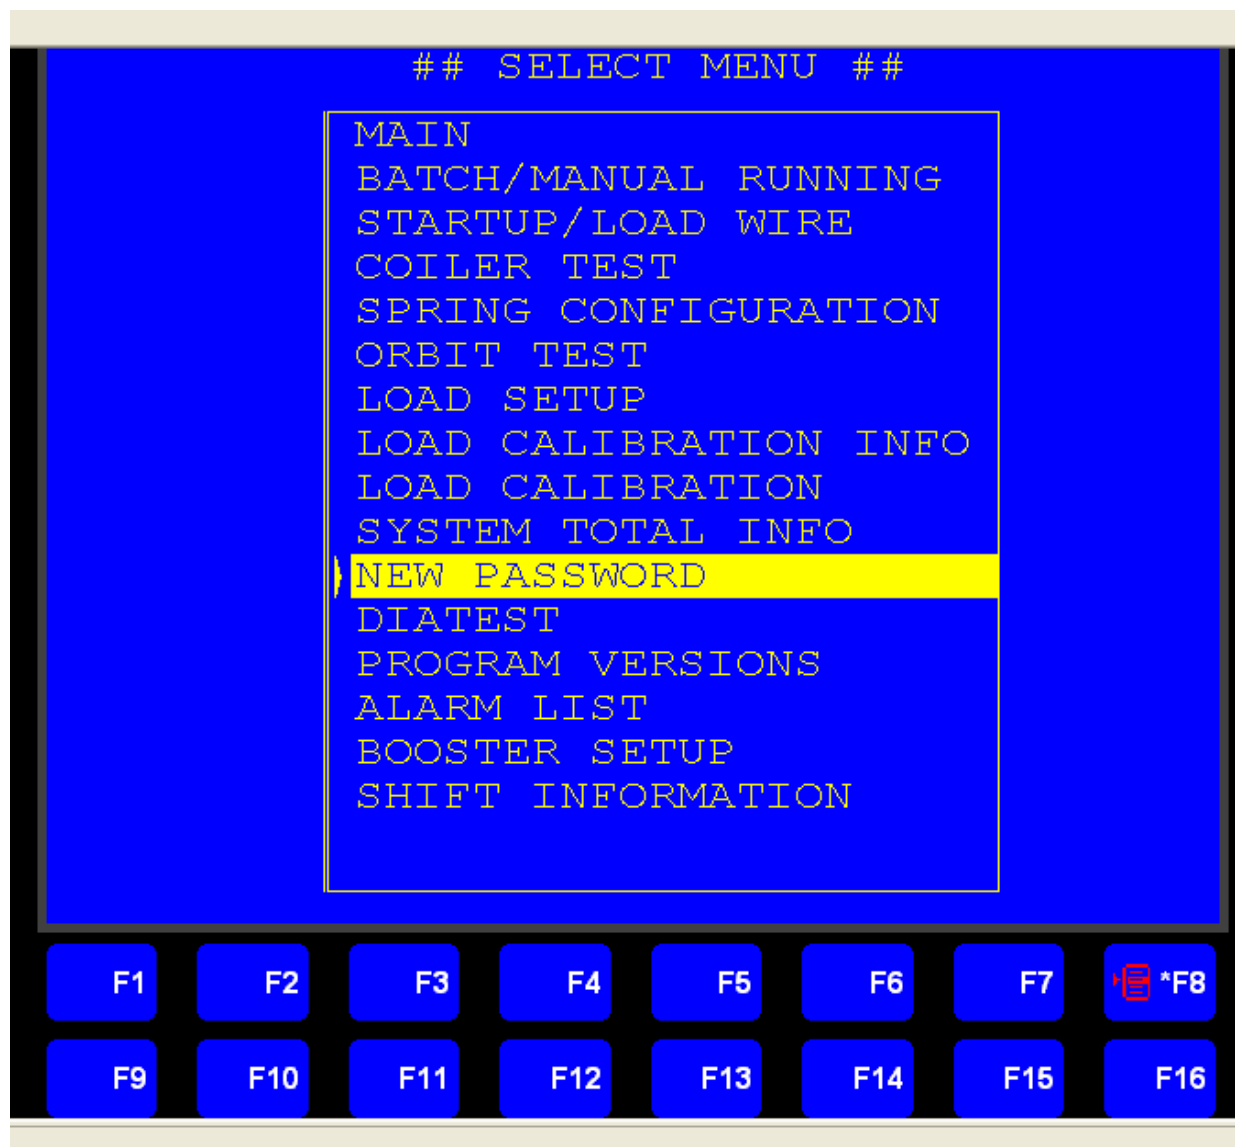 ## SELECT MENU ##
MAIN
BATCH/MANUAL RUNNING
STARTUP/LOAD WIRE
COILER TEST
SPRING CONFIGURATION
ORBIT TEST
LOAD SETUP
LOAD CALIBRATION INFO
LOAD CALIBRATION
SYSTEM TOTAL INFO
NEW PASSWORD
DIATEST
PROGRAM VERSIONS
ALARM LIST
BOOSTER SETUP
SHIFT INFORMATION
F1 F2 F3 F4 F5 F6 F7 *F8
F9 F10 F11 F12 F13 F14 F15 F16